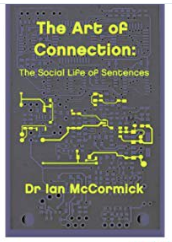 The Art of
Connection:
The Social Life of Sentences
Dr Ian McCormick